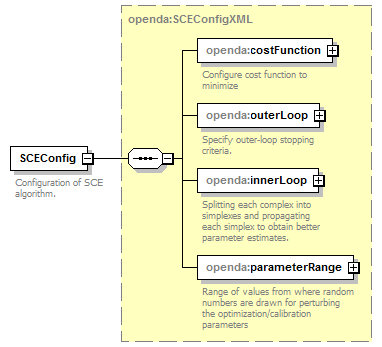 openda:SCEConfigXML
openda:costFunction
Configure cost function to
minimize
openda:outerLoop
Specify outer-loop stopping
criteria.
SCEConfig
Configuration of SCE
algorithm.
openda:innerLoop
Splitting each complex into
simplexes and propagating
each simplex to obtain better
parameter estimates.
openda:parameterRange
Range of values from where random
numbers are drawn for perturbing
the optimization/calibration
parameters